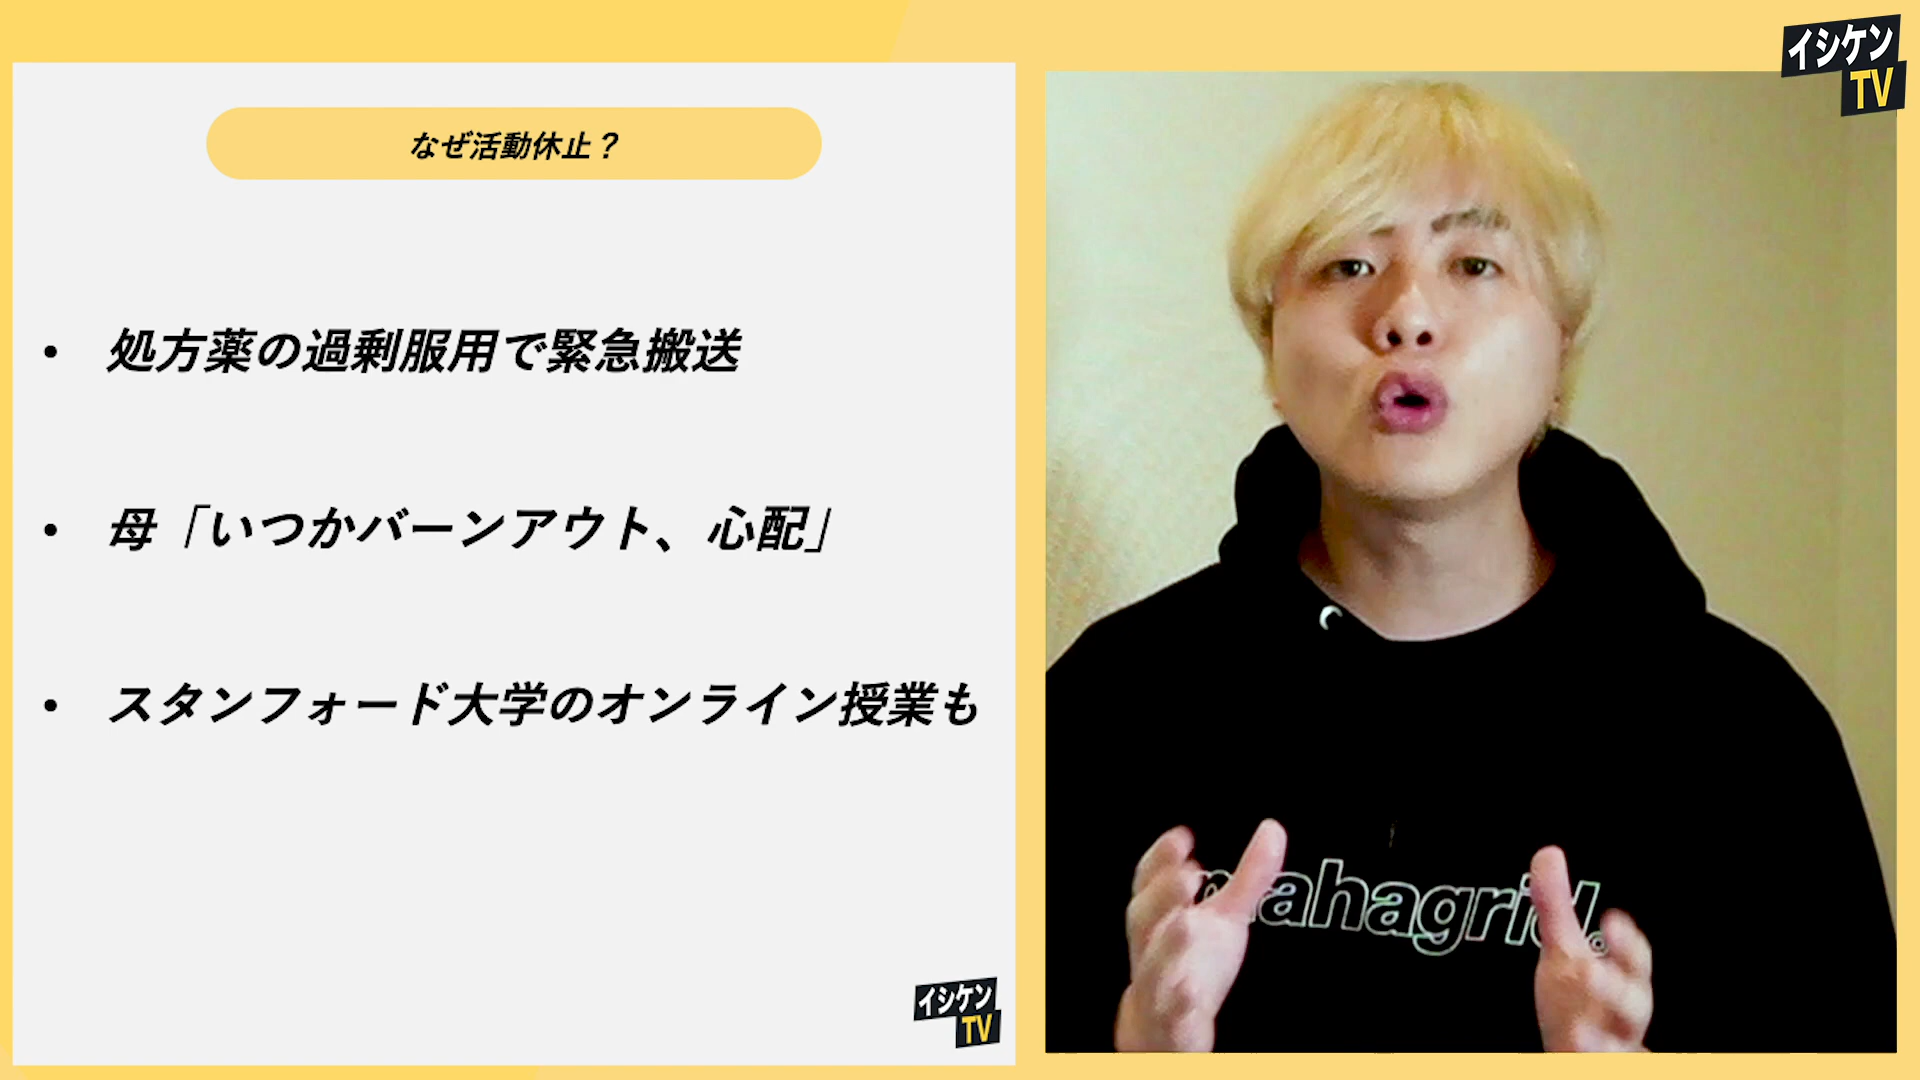 なぜ活動休止？
• 処方薬の過剰服用で緊急搬送
• 母「いつかバーンアウト、心配」
• スタンフォード大学のオンライン授業も
イシケン
TV
イシケン
TV
mahagrid.